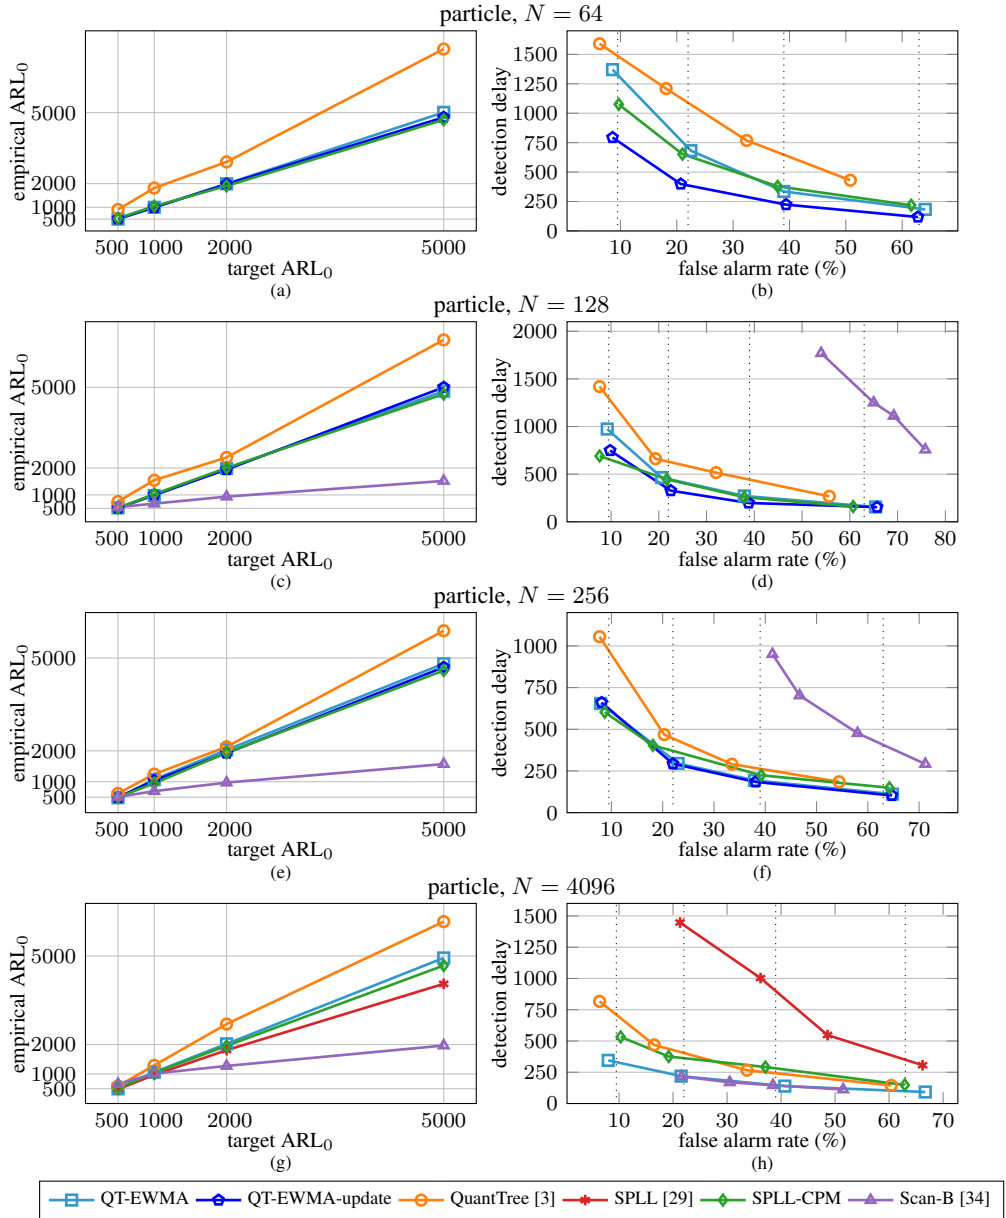 particle, N = 64
empirical ARL0
5000
2000
1000
500
500 1000 2000 5000
target ARL0
(a)
detection delay
1500
1250
1000
750
500
250
0
10 20 30 40 50 60
false alarm rate (%)
(b)
particle, N = 128
empirical ARL0
5000
2000
1000
500
500 1000 2000 5000
target ARL0
(c)
detection delay
2000
1500
1000
500
0
10 20 30 40 50 60 70 80
false alarm rate (%)
(d)
particle, N = 256
empirical ARL0
5000
2000
1000
500
500 1000 2000 5000
target ARL0
(e)
detection delay
1000
750
500
250
0
10 20 30 40 50 60 70
false alarm rate (%)
(f)
particle, N = 4096
empirical ARL0
5000
2000
1000
500
500 1000 2000 5000
target ARL0
(g)
detection delay
1500
1250
1000
750
500
250
0
10 20 30 40 50 60 70
false alarm rate (%)
(h)
QT-EWMA QT-EWMA-update QuantTree [3] SPLL [29] SPLL-CPM Scan-B [34]